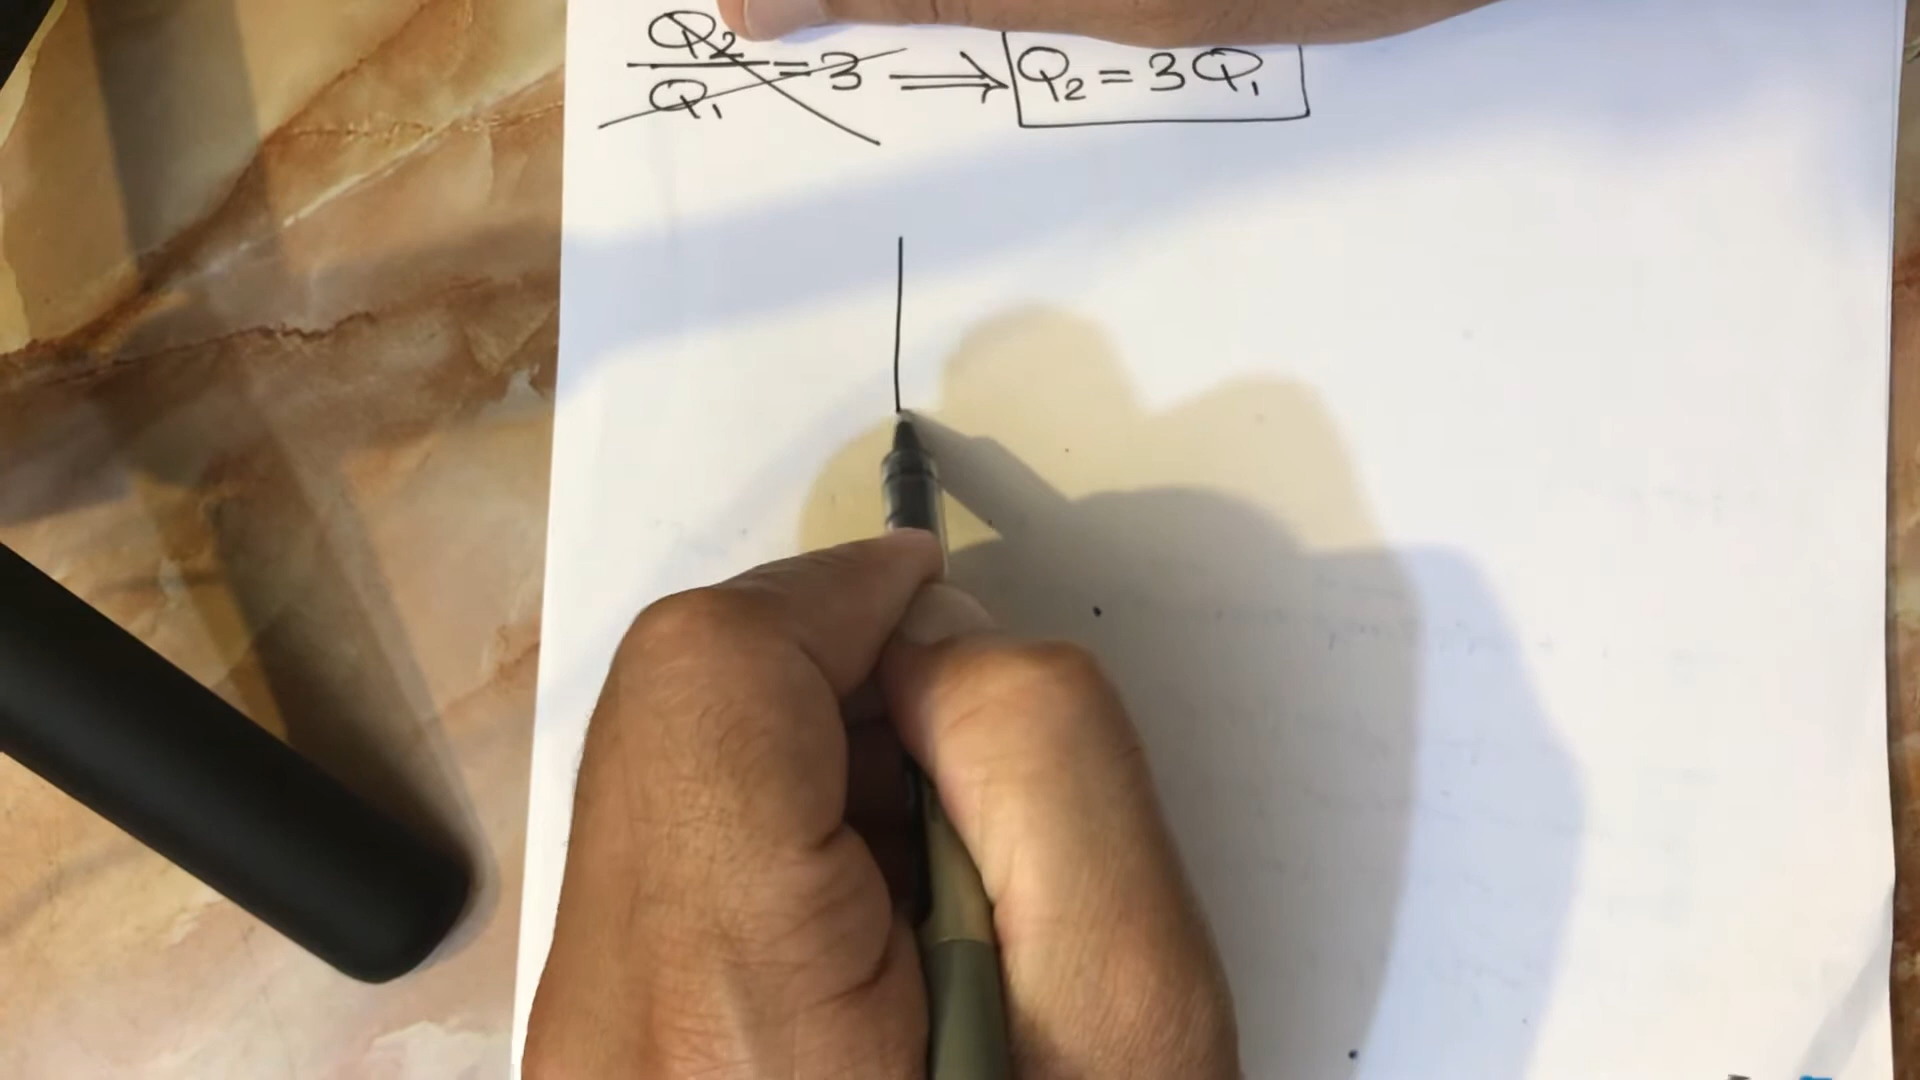 Q₂/Q₁ = 3 ⟹ Q₂ = 3Q₁